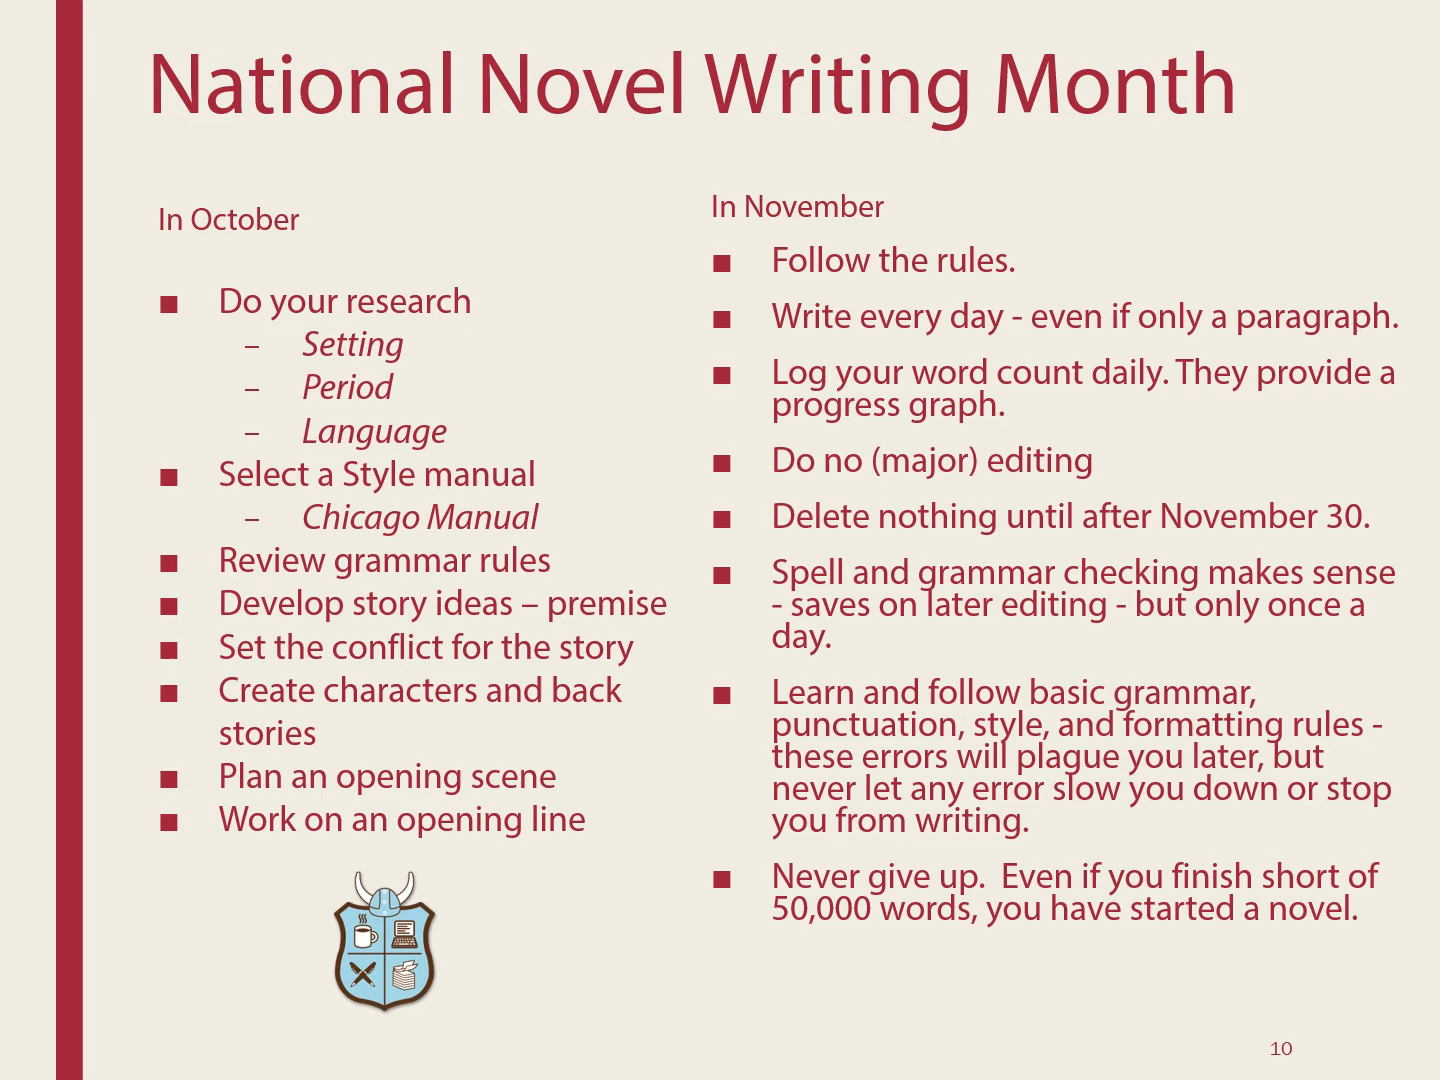 National Novel Writing Month
In October
■ Do your research
– Setting
– Period
– Language
■ Select a Style manual
– Chicago Manual
■ Review grammar rules
■ Develop story ideas – premise
■ Set the conflict for the story
■ Create characters and back
stories
■ Plan an opening scene
■ Work on an opening line
In November
■ Follow the rules.
■ Write every day - even if only a paragraph.
■ Log your word count daily. They provide a
progress graph.
■ Do no (major) editing
■ Delete nothing until after November 30.
■ Spell and grammar checking makes sense
- saves on later editing - but only once a
day.
■ Learn and follow basic grammar,
punctuation, style, and formatting rules -
these errors will plague you later, but
never let any error slow you down or stop
you from writing.
■ Never give up.  Even if you finish short of
50,000 words, you have started a novel.
10